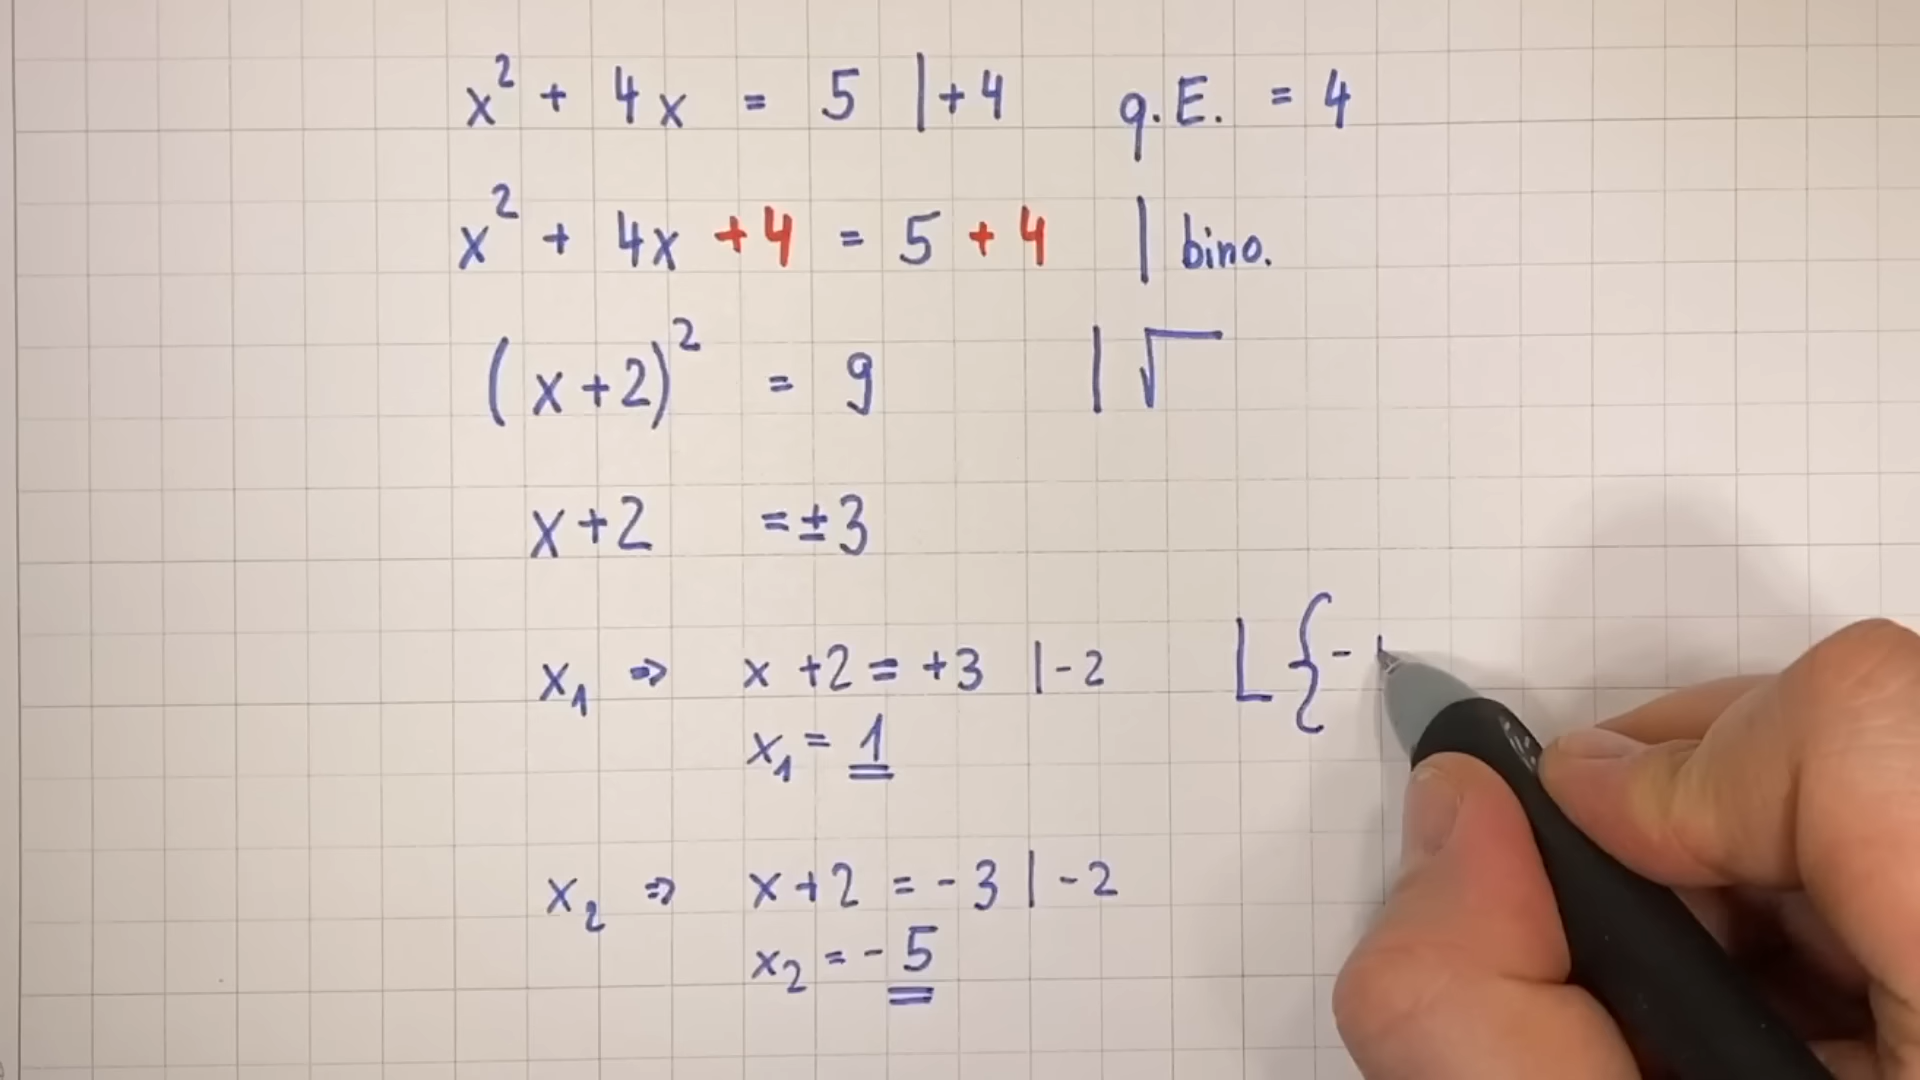 x² + 4x = 5 |+4 q.E. = 4
x² + 4x +4 = 5 + 4 | bino.
(x+2)² = 9 | √
x+2 = ±3
x₁ ⇒ x +2 = +3 |-2 L { -
x₁ = 1
x₂ ⇒ x+2 = -3 | -2
x₂ = -5